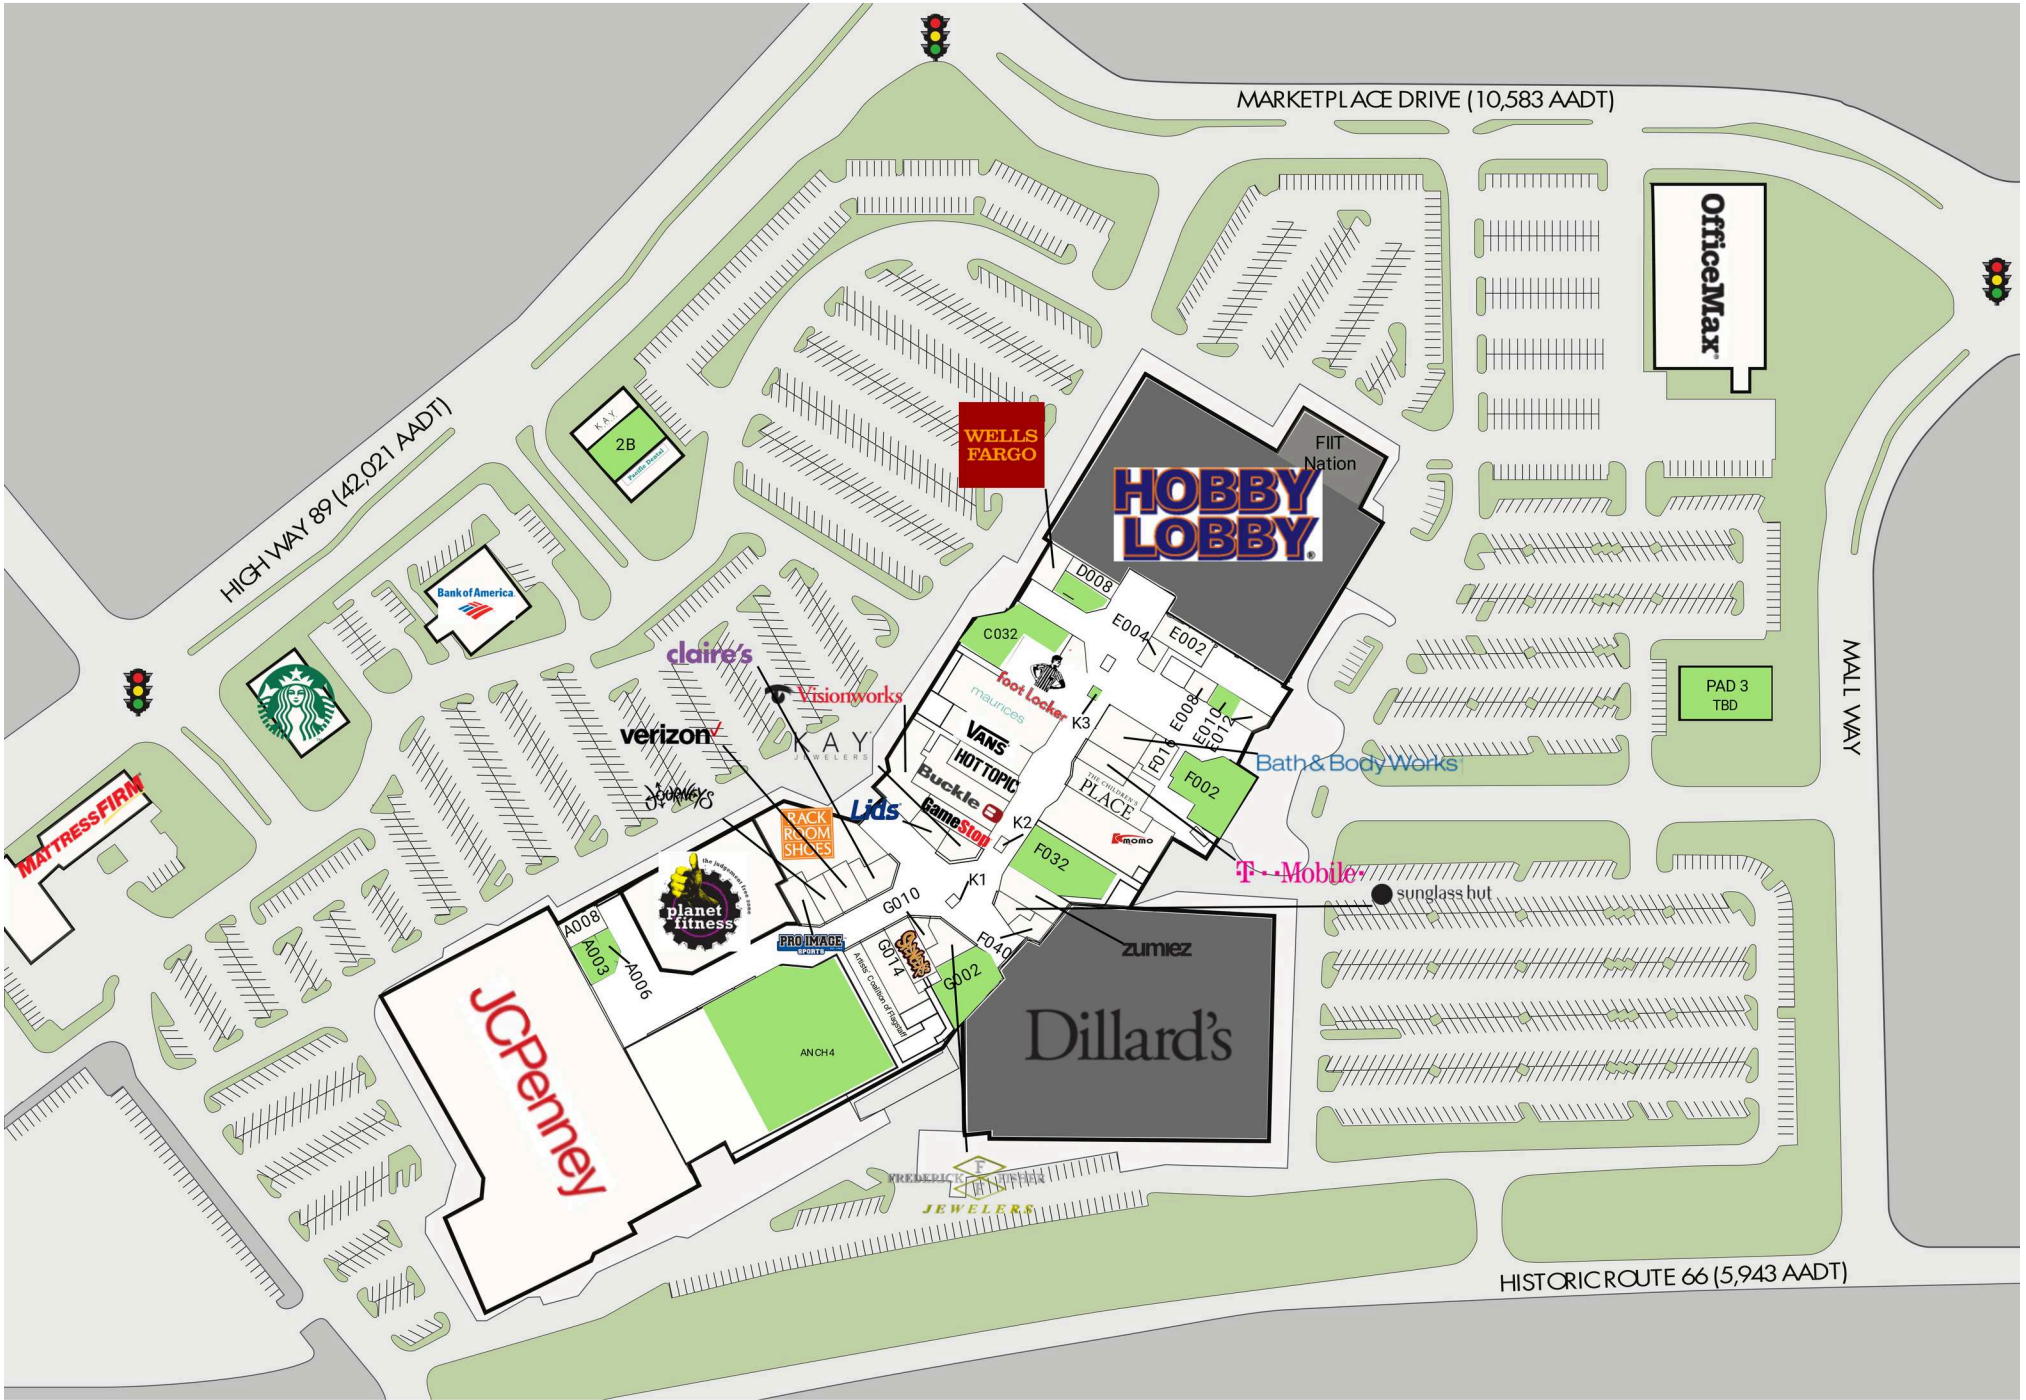 MARKETPLACE DRIVE (10,583 AADT)
OfficeMax®
HIGH WAY 89 (42,021 AADT)
K A Y
2B
Pacific Dental
WELLS
FARGO
FIIT
Nation
HOBBY
LOBBY®
Bank of America
D008
C032
E004
E002
claire's
foot Locker
maurices
Visionworks
K3
E008
E010
E012
F016
PAD 3
TBD
MALL WAY
verizon
KAY
JEWELERS
VANS
HOT TOPIC
Bath & Body Works
F002
THE CHILDREN'S
PLACE
Journeys
Buckle
Lids
GameStop
K2
momo
MATTRESSFIRM
RACK
ROOM
SHOES
F032
T-Mobile
the judgement free zone
planet
fitness
K1
sunglass hut
G010
A008
A003
A006
PRO IMAGE
SPORTS
G014
F040
zumiez
G002
Artists' Coalition of Flagstaff
JCPenney
ANCH4
Dillard's
FREDERICK
F
F
FISHER
JEWELERS
HISTORIC ROUTE 66 (5,943 AADT)